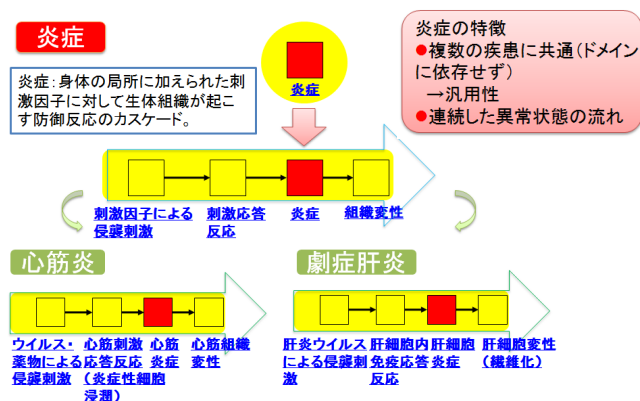 炎症
炎症：身体の局所に加えられた刺
激因子に対して生体組織が起こ
す防御反応のカスケード。
炎症
炎症の特徴
●複数の疾患に共通（ドメイン
に依存せず）
→汎用性
●連続した異常状態の流れ
刺激因子による
侵襲刺激
刺激応答
反応
炎症
組織変性
心筋炎
ウイルス・
薬物による
侵襲刺激
心筋刺激
応答反応
（炎症性細胞
浸潤）
心筋
炎症
心筋組織
変性
劇症肝炎
肝炎ウイルス
による侵襲刺
激
肝細胞内
免疫応答
反応
肝細胞
炎症
肝細胞変性
（繊維化）